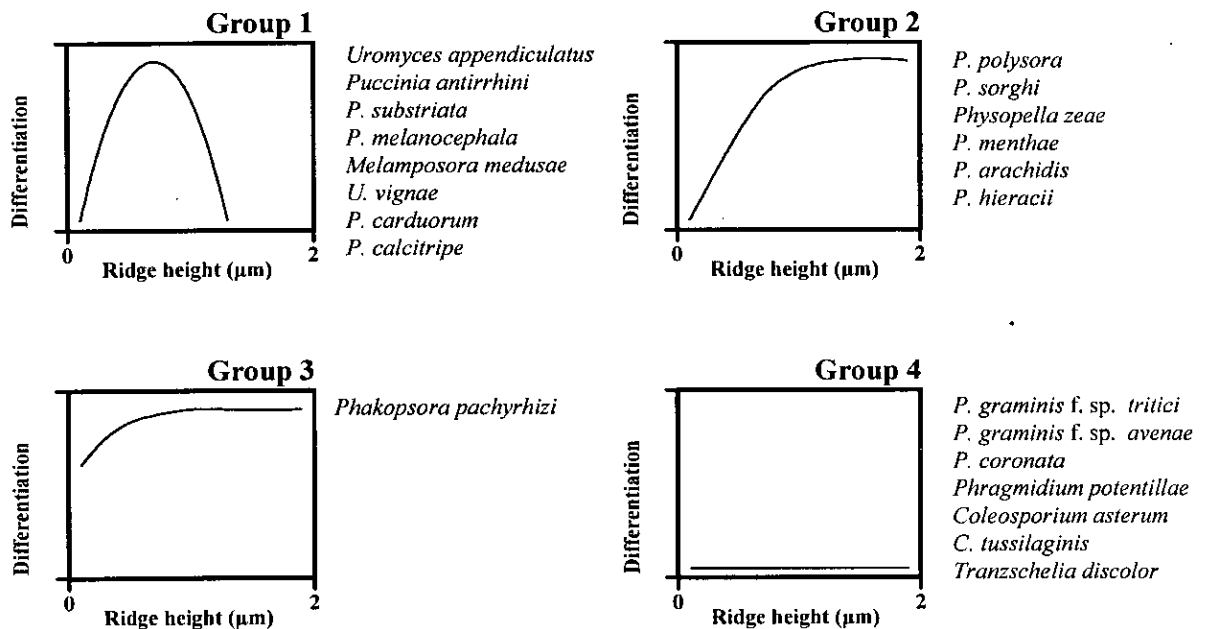 Group 1
Differentiation
0
2
Ridge height (μm)
Uromyces appendiculatus
Puccinia antirrhini
P. substriata
P. melanocephala
Melamposora medusae
U. vignae
P. carduorum
P. calcitripe
Group 2
Differentiation
0
2
Ridge height (μm)
P. polysora
P. sorghi
Physopella zeae
P. menthae
P. arachidis
P. hieracii
Group 3
Differentiation
0
2
Ridge height (μm)
Phakopsora pachyrhizi
Group 4
Differentiation
0
2
Ridge height (μm)
P. graminis f. sp. tritici
P. graminis f. sp. avenae
P. coronata
Phragmidium potentillae
Coleosporium asterum
C. tussilaginis
Tranzschelia discolor